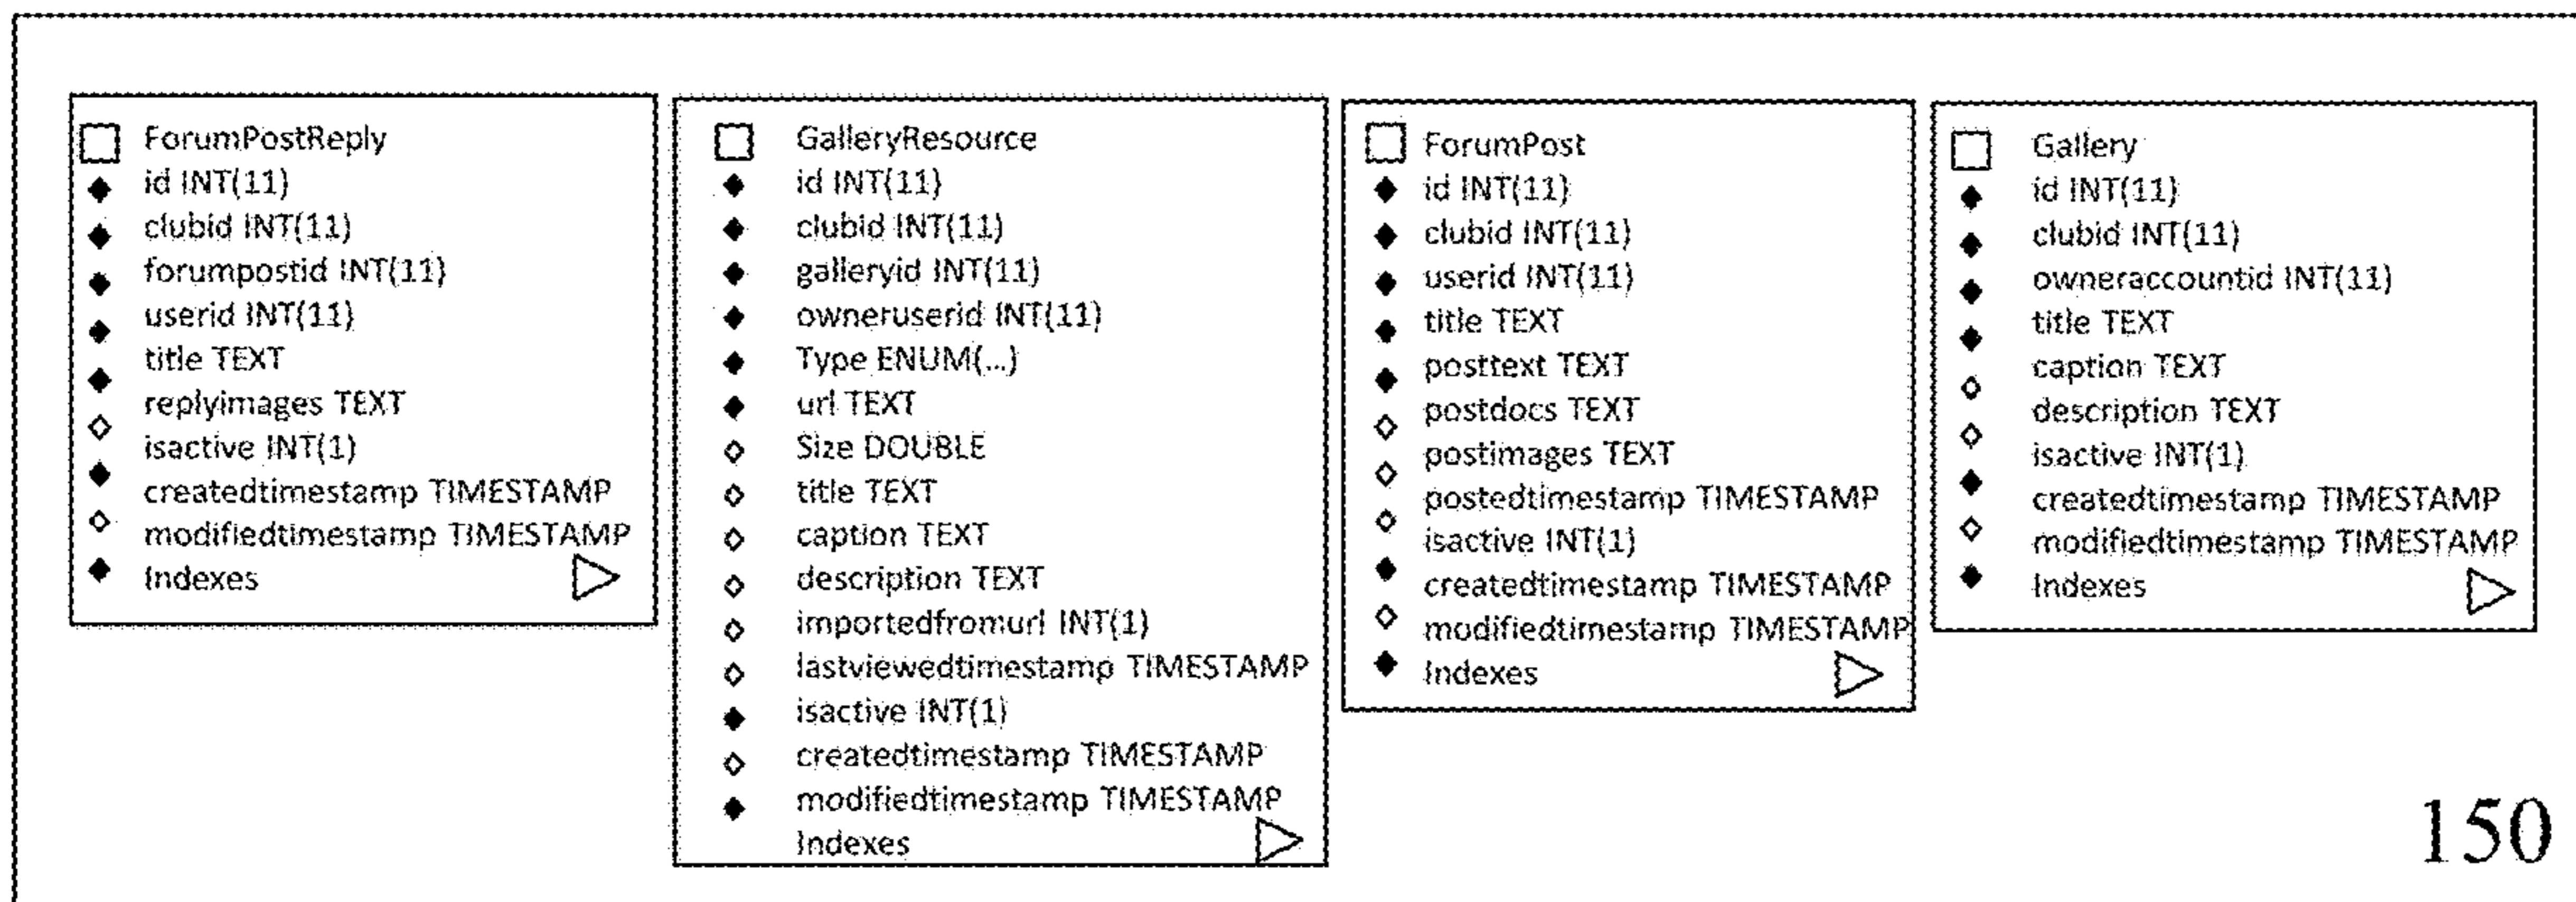 ForumPostReply
id INT(11)
clubid INT(11)
forumpostid INT(11)
userid INT(11)
title TEXT
replyimages TEXT
isactive INT(1)
createdtimestamp TIMESTAMP
modifiedtimestamp TIMESTAMP
Indexes
GalleryResource
id INT(11)
clubid INT(11)
galleryid INT(11)
owneruserid INT(11)
Type ENUM(...)
url TEXT
Size DOUBLE
title TEXT
caption TEXT
description TEXT
importedfromurl INT(1)
lastviewedtimestamp TIMESTAMP
isactive INT(1)
createdtimestamp TIMESTAMP
modifiedtimestamp TIMESTAMP
Indexes
ForumPost
id INT(11)
clubid INT(11)
userid INT(11)
title TEXT
posttext TEXT
postdocs TEXT
postimages TEXT
postedtimestamp TIMESTAMP
isactive INT(1)
createdtimestamp TIMESTAMP
modifiedtimestamp TIMESTAMP
Indexes
Gallery
id INT(11)
clubid INT(11)
owneraccountid INT(11)
title TEXT
caption TEXT
description TEXT
isactive INT(1)
createdtimestamp TIMESTAMP
modifiedtimestamp TIMESTAMP
Indexes
150